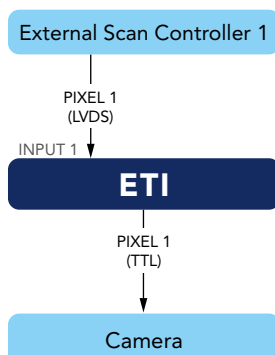 External Scan Controller 1
PIXEL 1
(LVDS)
INPUT 1
ETI
PIXEL 1
(TTL)
Camera